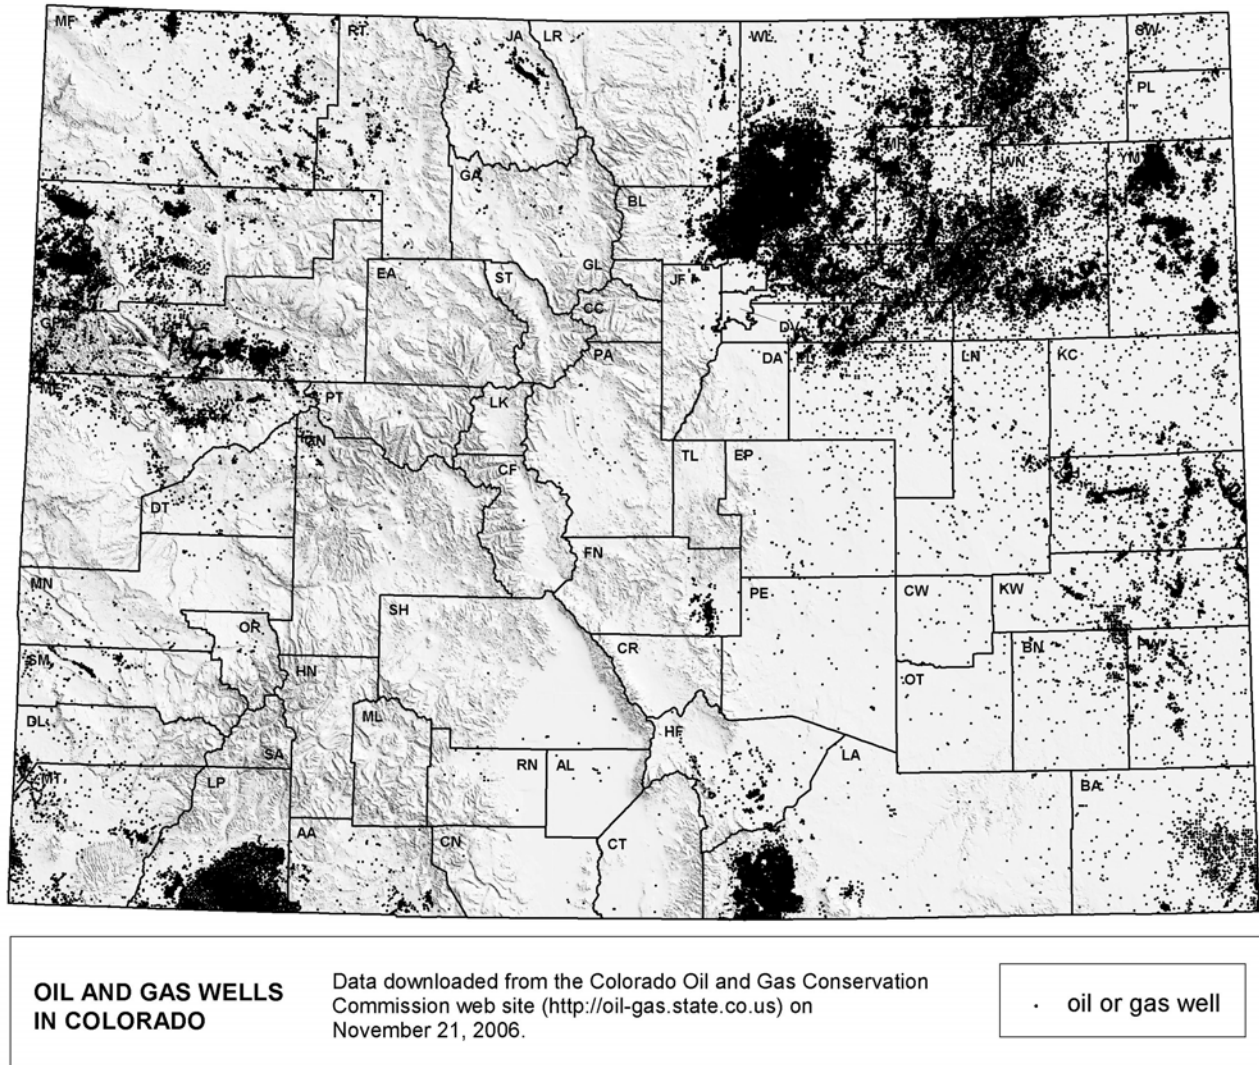 MF
RT
JA
LR
WL
SW
PL
WN
YM
GA
BL
EA
ST
GL
JF
CC
DV
PA
DA
LN
KC
PT
LK
GN
CF
TL
EP
DT
FN
MN
SH
PE
CW
KW
OR
CR
BN
PW
SM
HN
OT
DL
ML
HF
SA
LA
MT
LP
RN
AL
BA
AA
CN
CT
OIL AND GAS WELLS
IN COLORADO
Data downloaded from the Colorado Oil and Gas Conservation
Commission web site (http://oil-gas.state.co.us) on
November 21, 2006.
oil or gas well